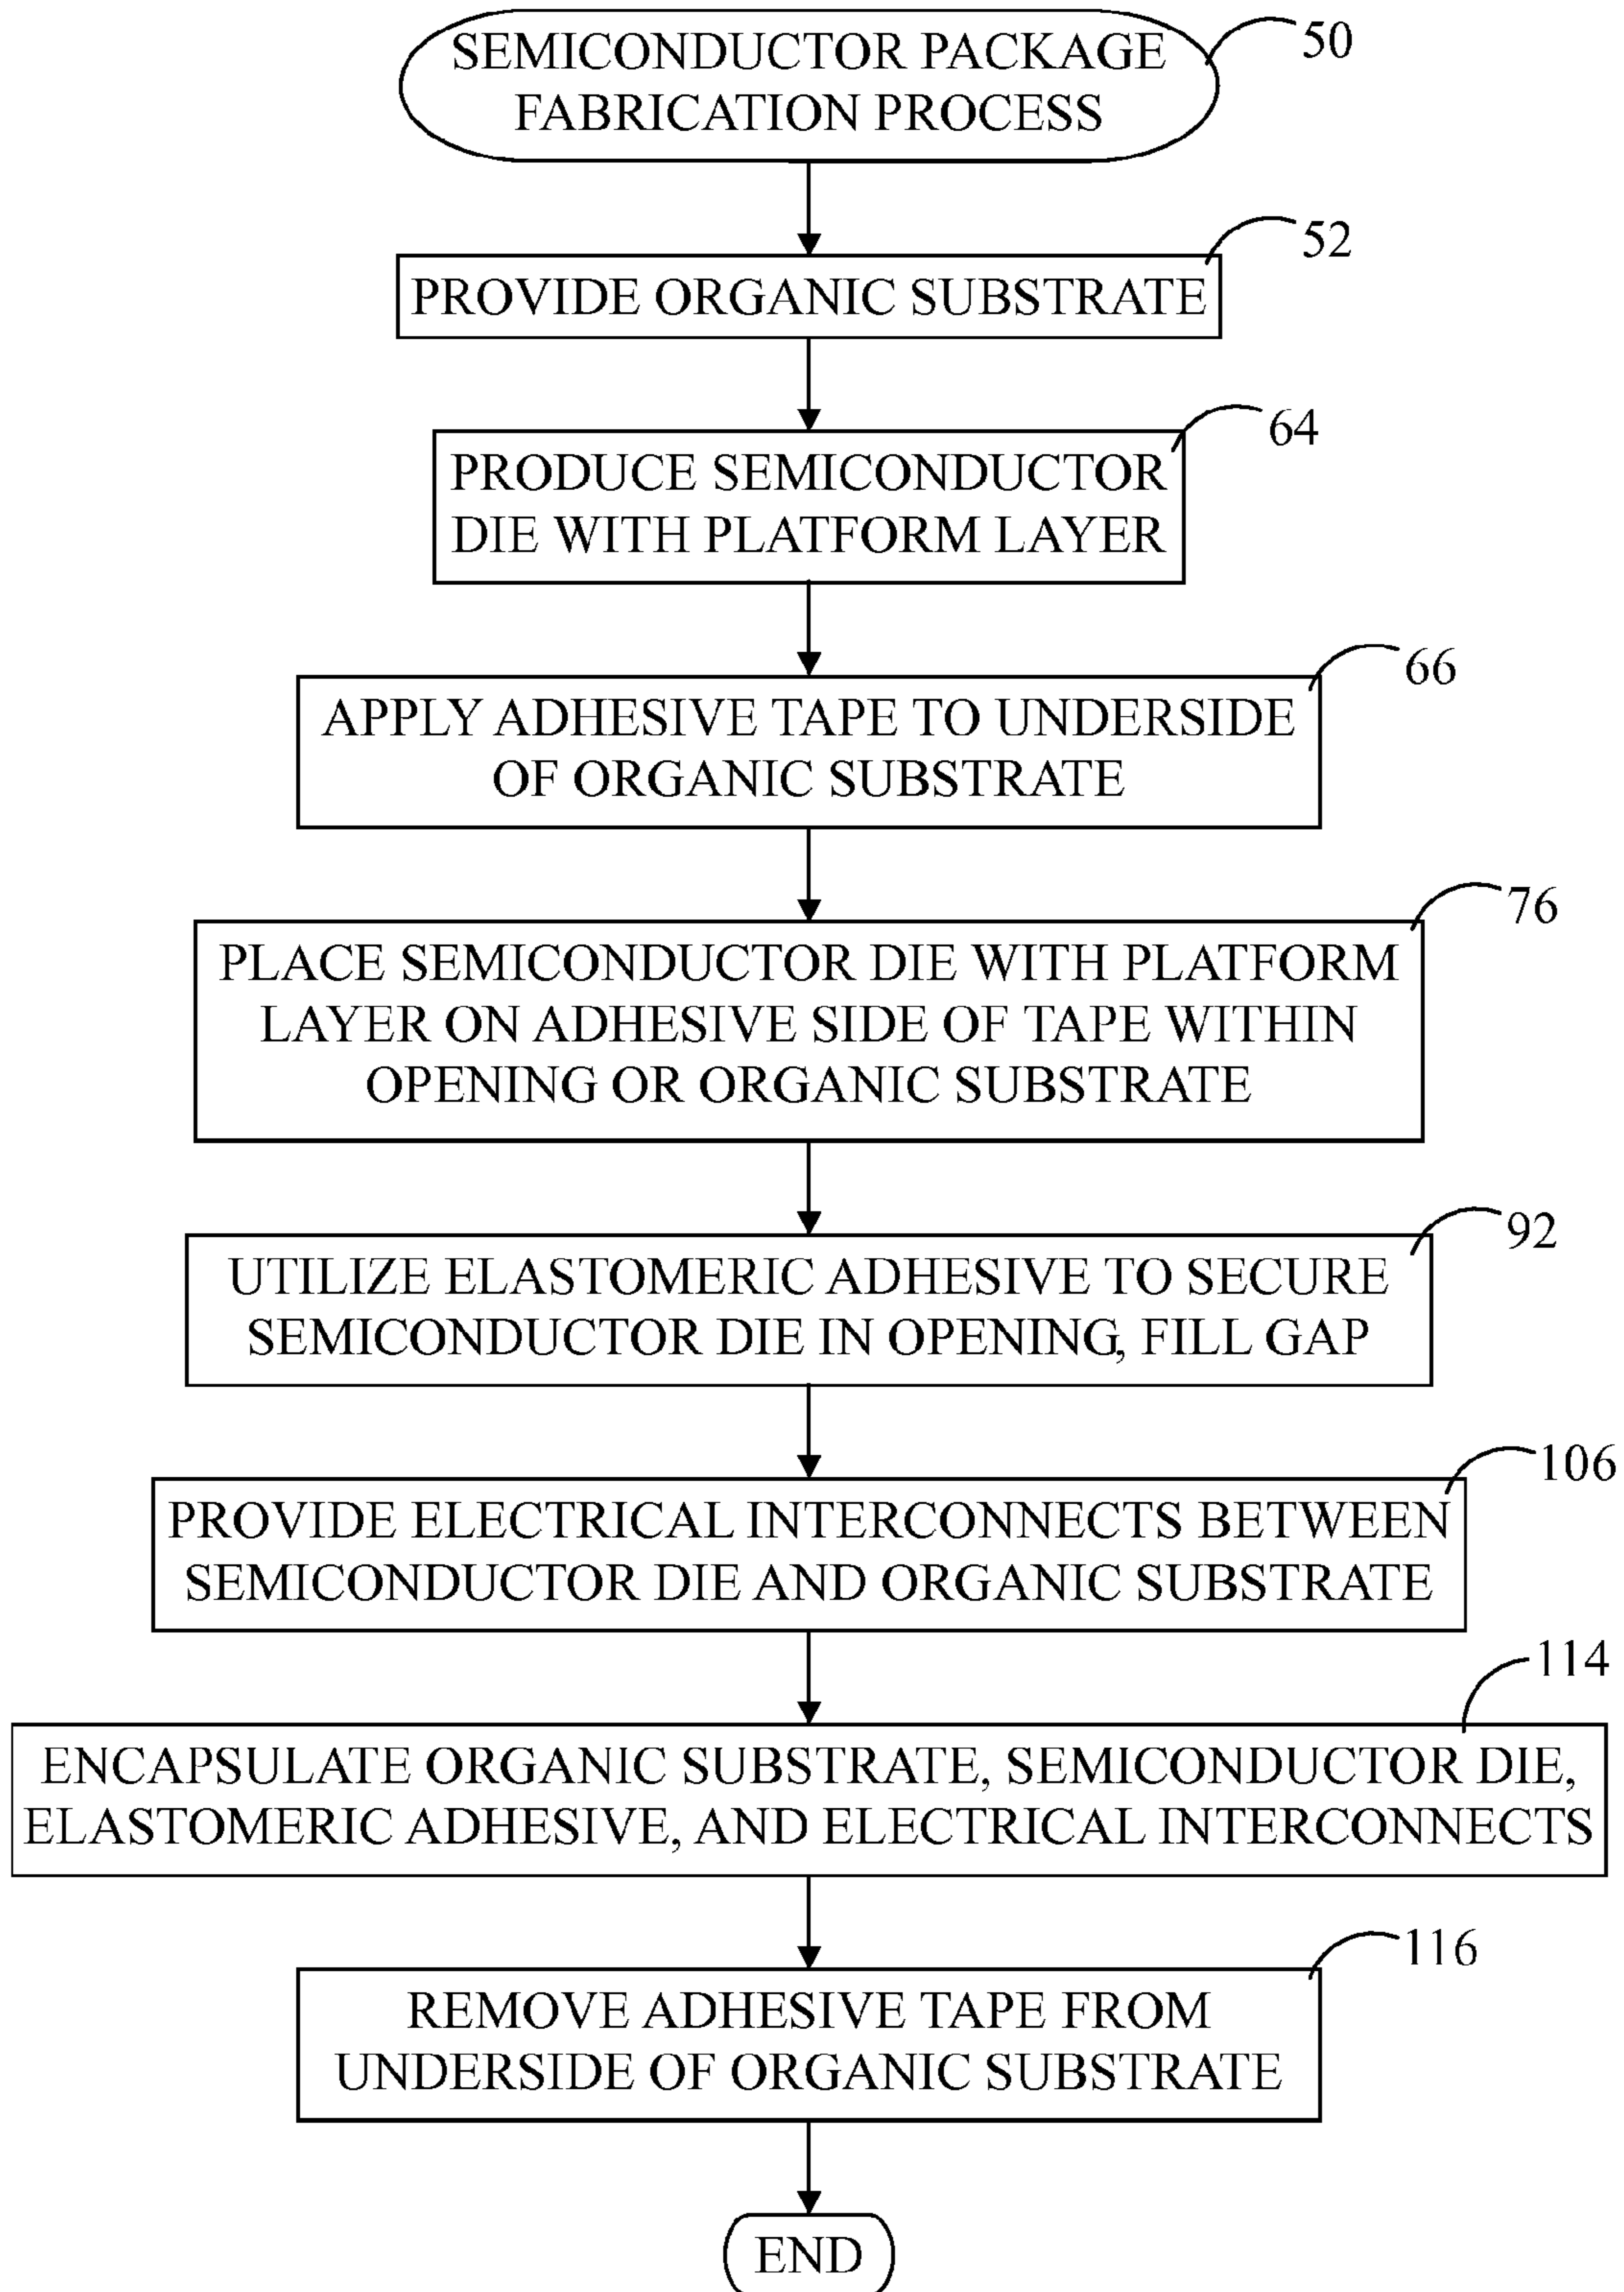 SEMICONDUCTOR PACKAGE
FABRICATION PROCESS
50
PROVIDE ORGANIC SUBSTRATE
52
PRODUCE SEMICONDUCTOR
DIE WITH PLATFORM LAYER
64
APPLY ADHESIVE TAPE TO UNDERSIDE
OF ORGANIC SUBSTRATE
66
PLACE SEMICONDUCTOR DIE WITH PLATFORM
LAYER ON ADHESIVE SIDE OF TAPE WITHIN
OPENING OR ORGANIC SUBSTRATE
76
UTILIZE ELASTOMERIC ADHESIVE TO SECURE
SEMICONDUCTOR DIE IN OPENING, FILL GAP
92
PROVIDE ELECTRICAL INTERCONNECTS BETWEEN
SEMICONDUCTOR DIE AND ORGANIC SUBSTRATE
106
ENCAPSULATE ORGANIC SUBSTRATE, SEMICONDUCTOR DIE,
ELASTOMERIC ADHESIVE, AND ELECTRICAL INTERCONNECTS
114
REMOVE ADHESIVE TAPE FROM
UNDERSIDE OF ORGANIC SUBSTRATE
116
END